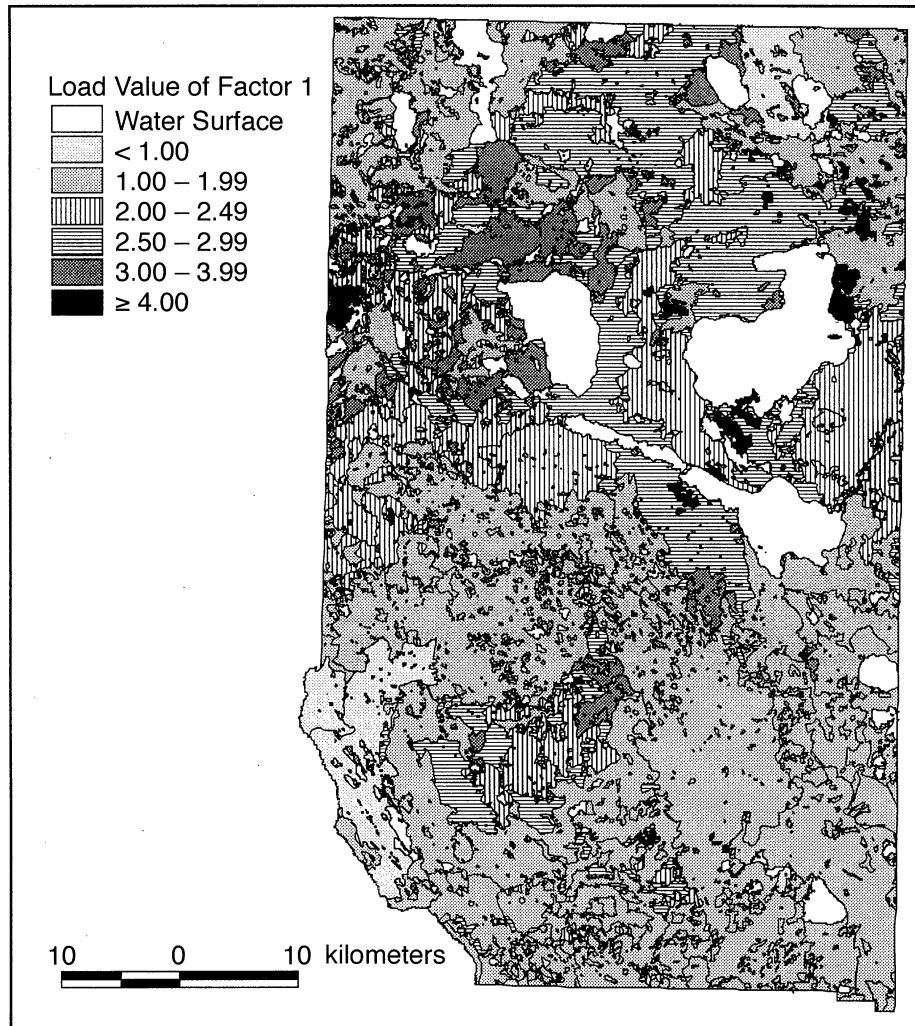 Load Value of Factor 1
Water Surface
< 1.00
1.00 – 1.99
2.00 – 2.49
2.50 – 2.99
3.00 – 3.99
≥ 4.00
10 0 10 kilometers